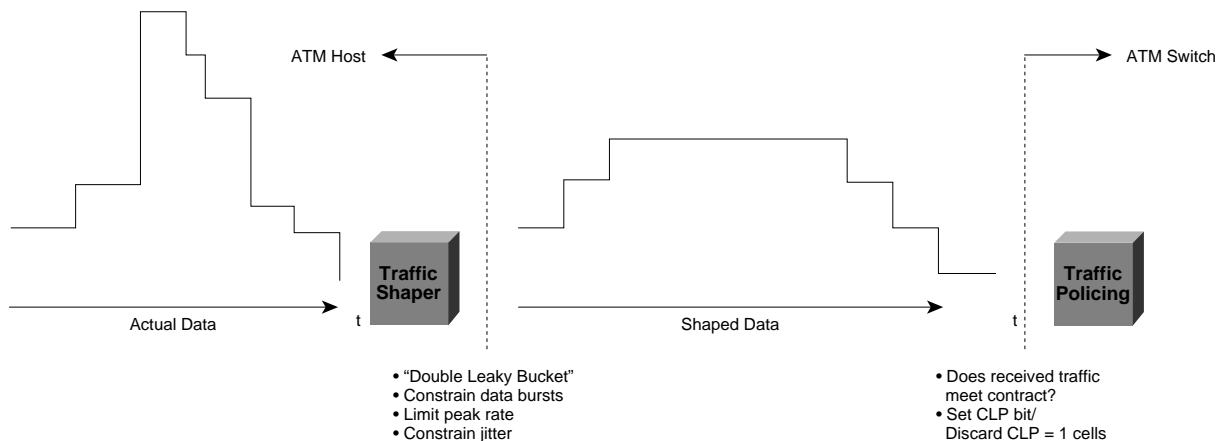 ATM Host
ATM Switch
Traffic
Shaper
Traffic
Policing
Actual Data
t
Shaped Data
t
• “Double Leaky Bucket”
• Constrain data bursts
• Limit peak rate
• Constrain jitter
• Does received traffic
meet contract?
• Set CLP bit/
Discard CLP = 1 cells